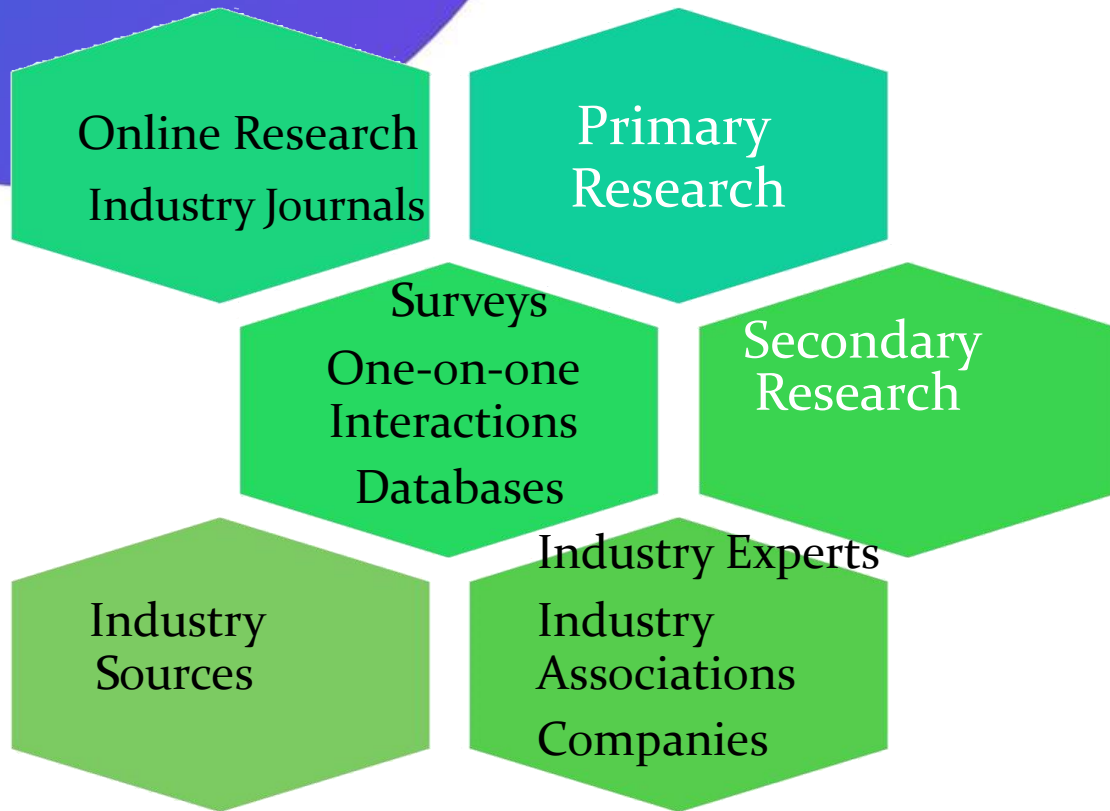 Online Research
Industry Journals
Primary
Research
Surveys
One-on-one
Interactions
Databases
Secondary
Research
Industry
Sources
Industry Experts
Industry
Associations
Companies